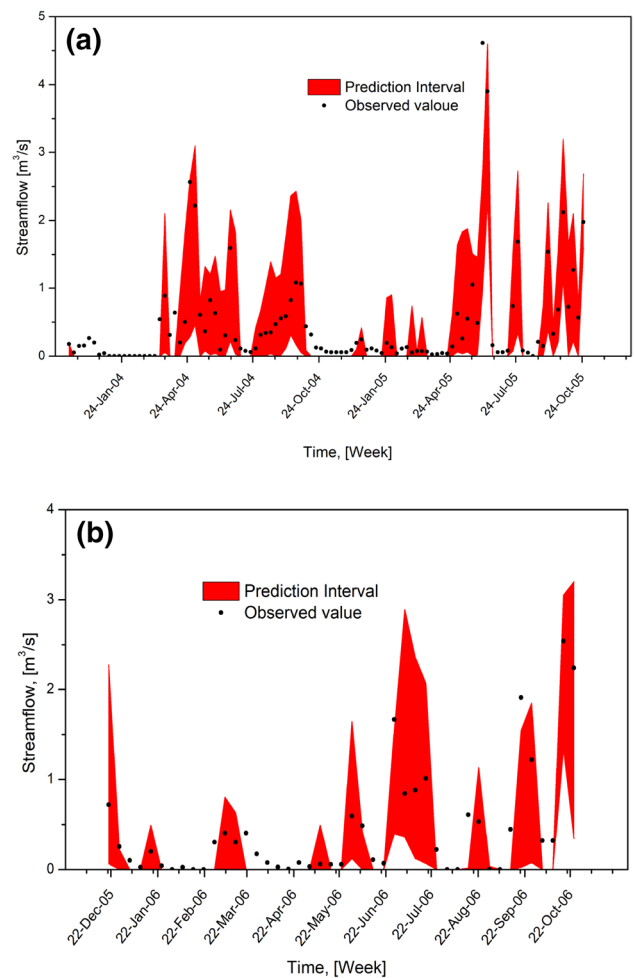 (a)
5
4
3
2
1
0
Streamflow [m³/s]
Prediction Interval
Observed valoue
24-Jan-04
24-Apr-04
24-Jul-04
24-Oct-04
24-Jan-05
24-Apr-05
24-Jul-05
24-Oct-05
Time, [Week]
(b)
4
3
2
1
0
Streamflow, [m³/s]
Prediction Interval
Observed value
22-Dec-05
22-Jan-06
22-Feb-06
22-Mar-06
22-Apr-06
22-May-06
22-Jun-06
22-Jul-06
22-Aug-06
22-Sep-06
22-Oct-06
Time, [Week]